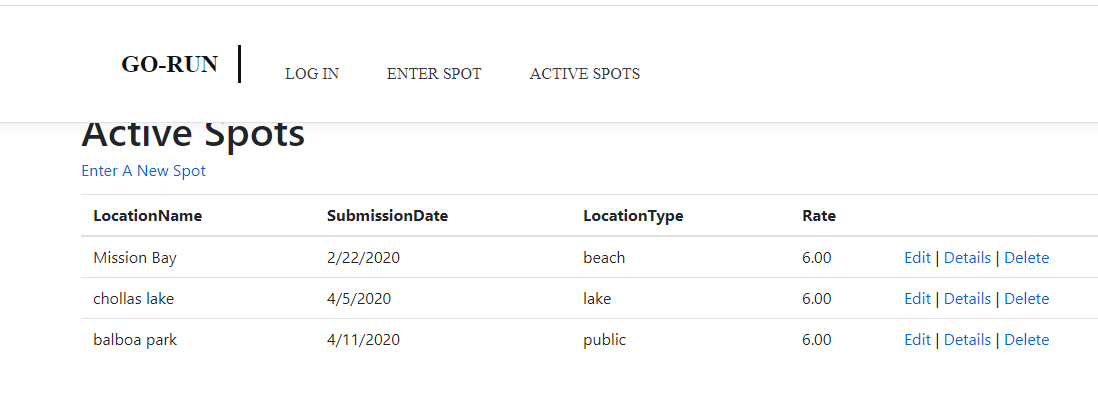 GO-RUN LOG IN ENTER SPOT ACTIVE SPOTS
Active Spots
Enter A New Spot
LocationName SubmissionDate LocationType Rate
Mission Bay 2/22/2020 beach 6.00 Edit | Details | Delete
chollas lake 4/5/2020 lake 6.00 Edit | Details | Delete
balboa park 4/11/2020 public 6.00 Edit | Details | Delete